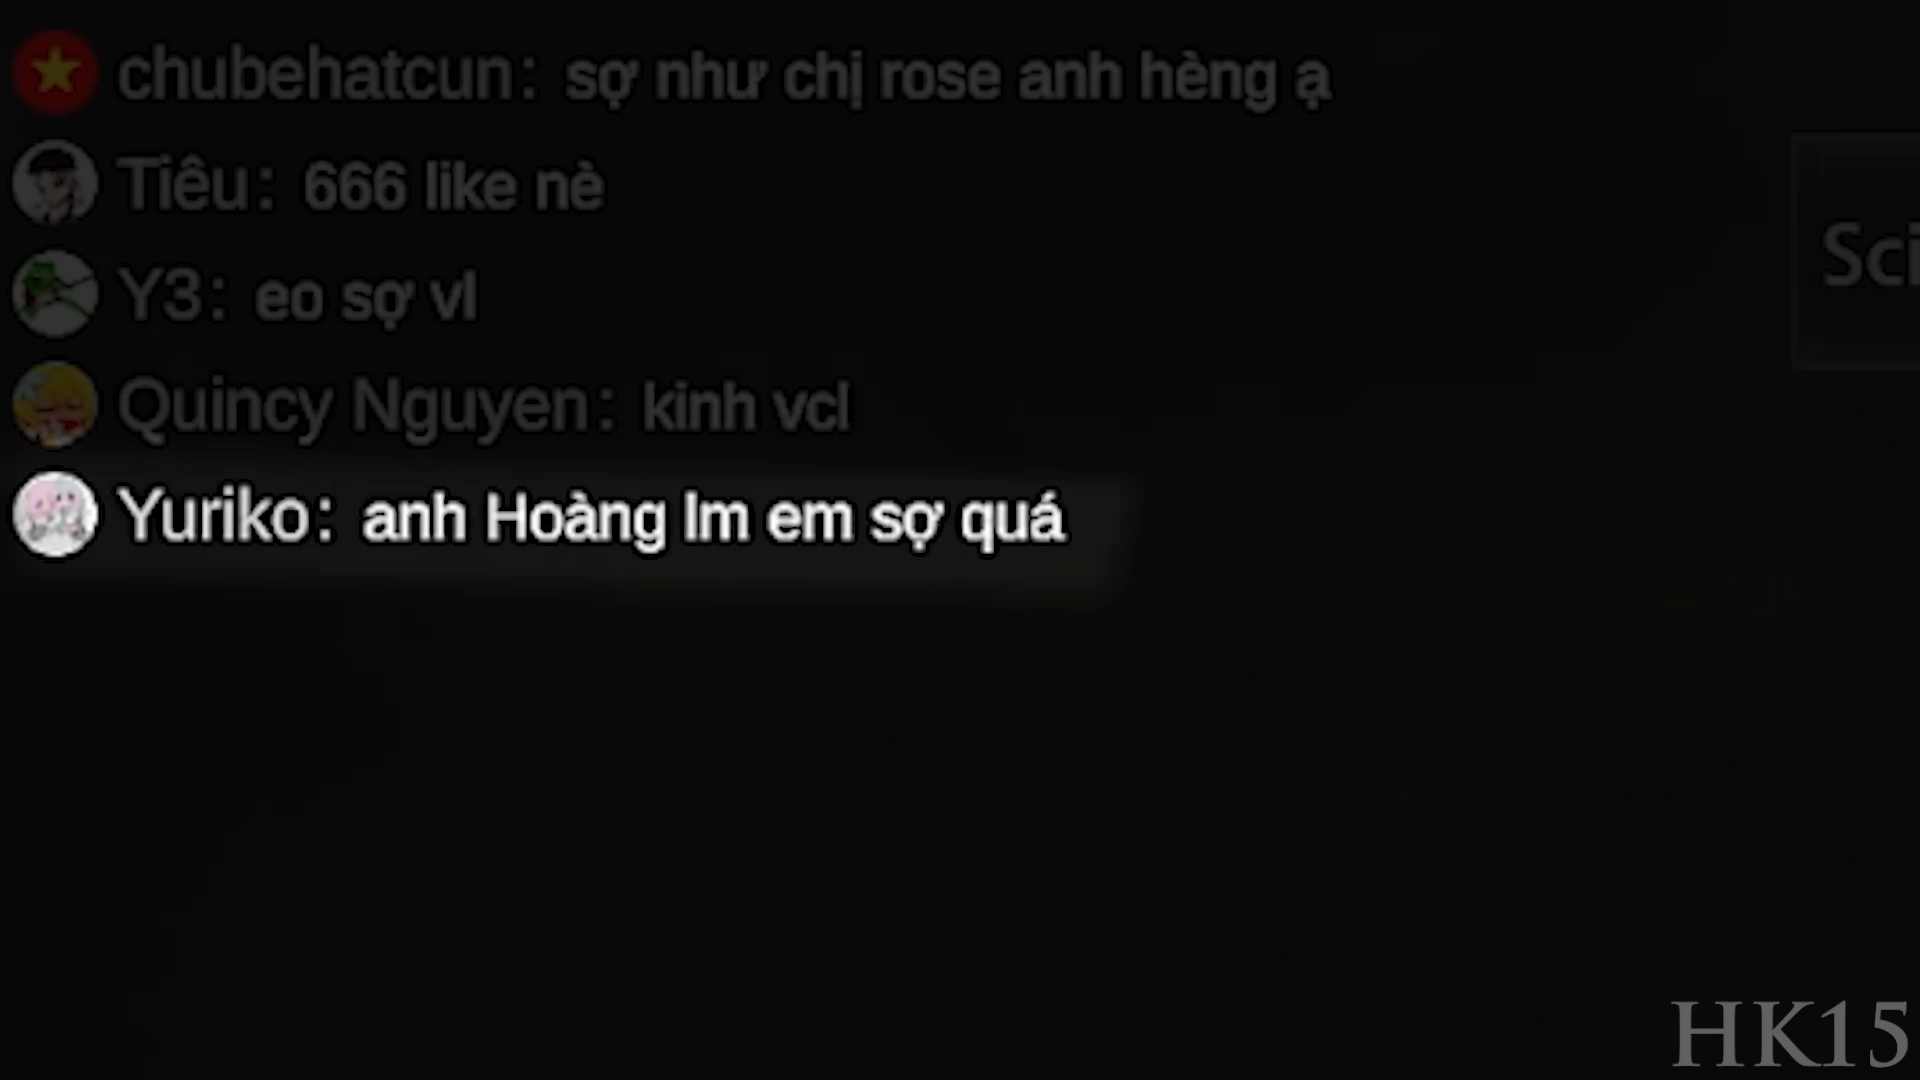 chubehatcun: sợ như chị rose anh hèng ạ
Tiêu: 666 like nè
Y3: eo sợ vl
Quincy Nguyen: kinh vcl
Yuriko: anh Hoàng lm em sợ quá
Sci
HK15